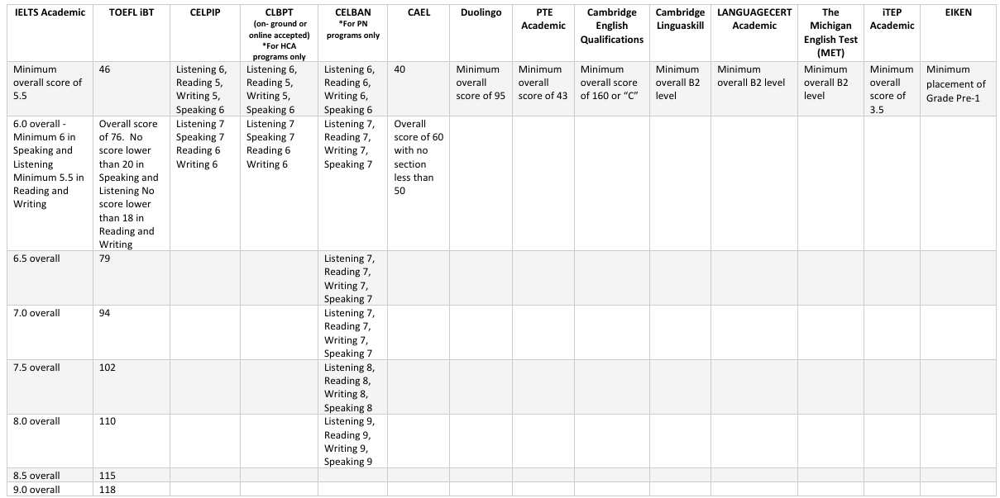 IELTS Academic
TOEFL iBT
CELPIP
CLBPT
(on- ground or
online accepted)
*For HCA
programs only
CELBAN
*For PN
programs only
CAEL
Duolingo
PTE
Academic
Cambridge
English
Qualifications
Cambridge
Linguaskill
LANGUAGECERT
Academic
The
Michigan
English Test
(MET)
iTEP
Academic
EIKEN
Minimum
overall score of
5.5
46
Listening 6,
Reading 5,
Writing 5,
Speaking 6
Listening 6,
Reading 5,
Writing 5,
Speaking 6
Listening 6,
Reading 6,
Writing 6,
Speaking 6
40
Minimum
overall
score of 95
Minimum
overall
score of 43
Minimum
overall score
of 160 or “C”
Minimum
overall B2
level
Minimum
overall B2 level
Minimum
overall B2
level
Minimum
overall
score of
3.5
Minimum
placement of
Grade Pre-1
6.0 overall -
Minimum 6 in
Speaking and
Listening
Minimum 5.5 in
Reading and
Writing
Overall score
of 76. No
score lower
than 20 in
Speaking and
Listening No
score lower
than 18 in
Reading and
Writing
Listening 7
Speaking 7
Reading 6
Writing 6
Listening 7
Speaking 7
Reading 6
Writing 6
Listening 7,
Reading 7,
Writing 7,
Speaking 7
Overall
score of 60
with no
section
less than
50
6.5 overall
79
Listening 7,
Reading 7,
Writing 7,
Speaking 7
7.0 overall
94
Listening 7,
Reading 7,
Writing 7,
Speaking 7
7.5 overall
102
Listening 8,
Reading 8,
Writing 8,
Speaking 8
8.0 overall
110
Listening 9,
Reading 9,
Writing 9,
Speaking 9
8.5 overall
115
9.0 overall
118